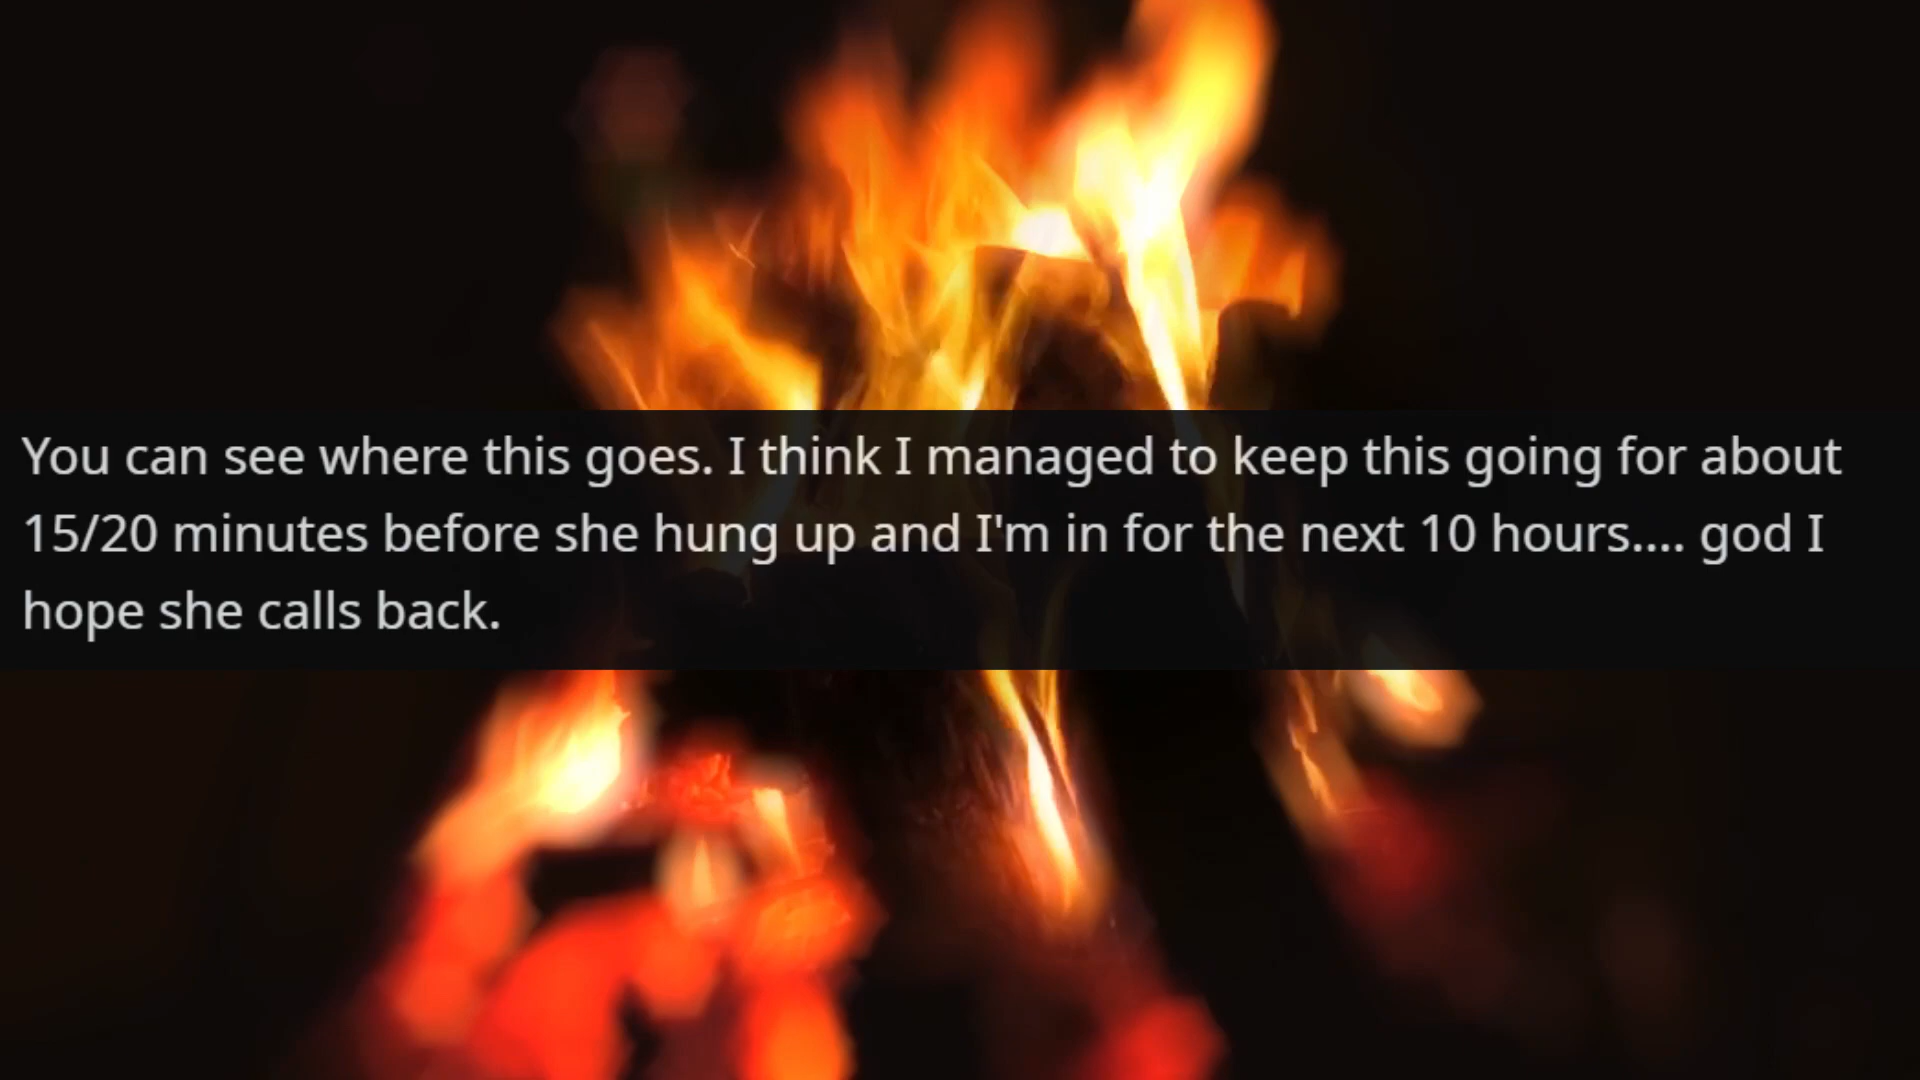 You can see where this goes. I think I managed to keep this going for about
15/20 minutes before she hung up and I'm in for the next 10 hours.... god I
hope she calls back.